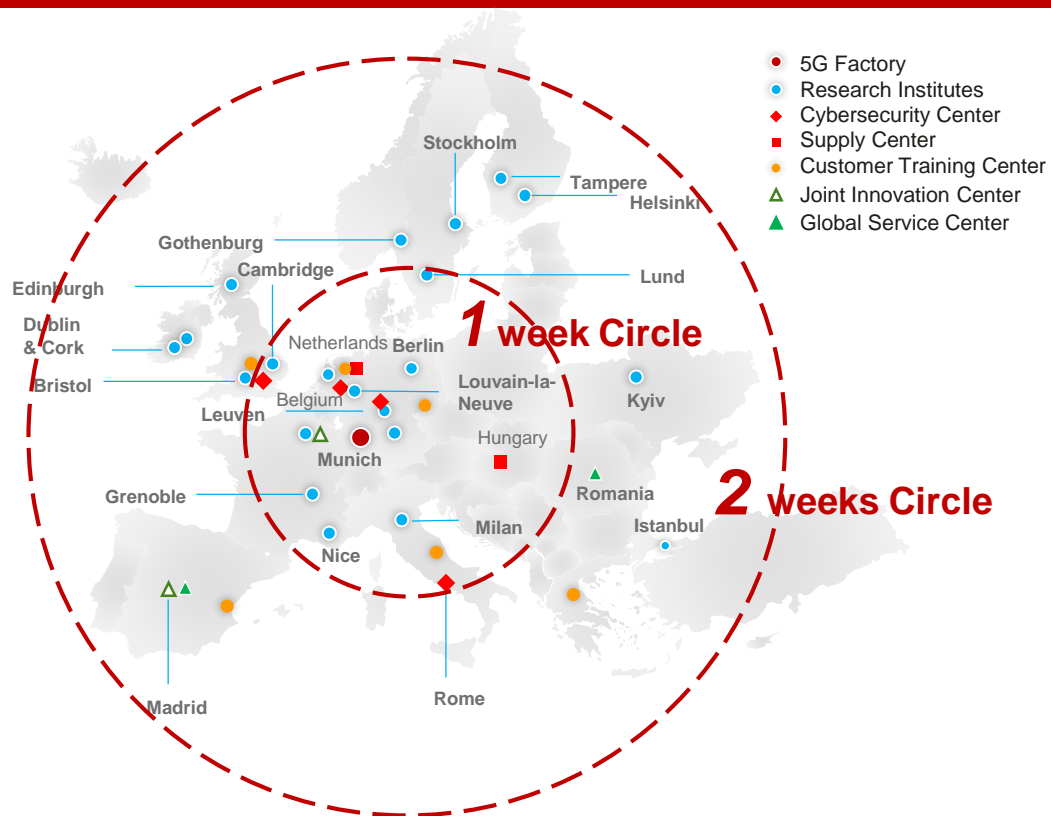 5G Factory
Research Institutes
Cybersecurity Center
Supply Center
Customer Training Center
Joint Innovation Center
Global Service Center
Stockholm
Tampere
Helsinki
Gothenburg
Cambridge
Lund
Edinburgh
Dublin
& Cork
1 week Circle
Netherlands
Berlin
Bristol
Belgium
Louvain-la-
Neuve
Leuven
Kyiv
Munich
Hungary
Grenoble
Romania
2 weeks Circle
Milan
Istanbul
Nice
Madrid
Rome